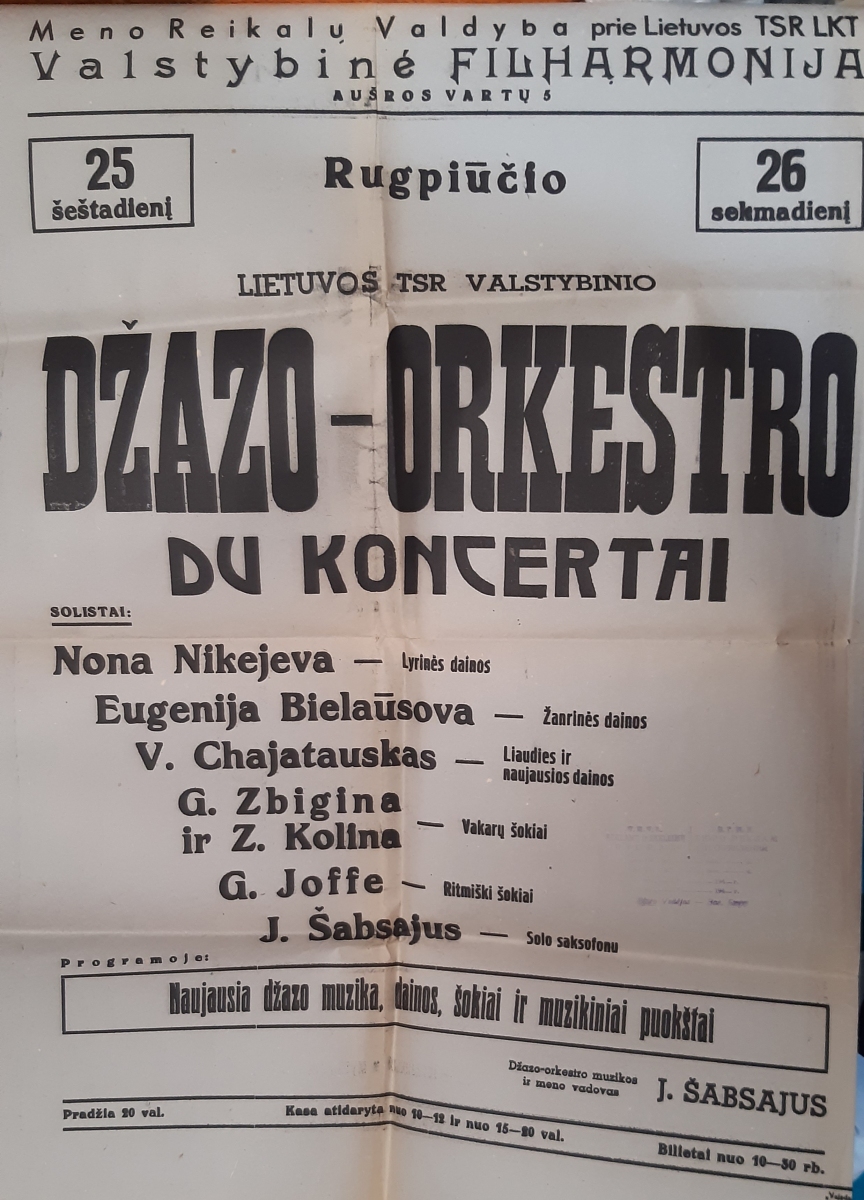 Meno Reikalų Valdyba prie Lietuvos TSR LKT
Valstybinė FILHARMONIJA
AUŠROS VARTŲ 5
25
šeštadienį
Rugpiūčio
26
sekmadienį
LIETUVOS TSR VALSTYBINIO
DŽAZO-ORKESTRO
DU KONCERTAI
SOLISTAI:
Nona Nikejeva — Lyrinės dainos
Eugenija Bielaūsova — Žanrinės dainos
V. Chajatauskas — Liaudies ir
naujausios dainos
G. Zbigina
ir Z. Kolina — Vakarų šokiai
G. Joffe — Ritmiški šokiai
J. Šabsajus — Solo saksofonu
Programoje:
Naujausia džazo muzika, dainos, šokiai ir muzikiniai puokštai
Džazo-orkestro muzikos
ir meno vadovas J. ŠABSAJUS
Pradžia 20 val. Kasa atidaryta nuo 10—12 ir nuo 15—20 val. Bilietai nuo 10—30 rb.